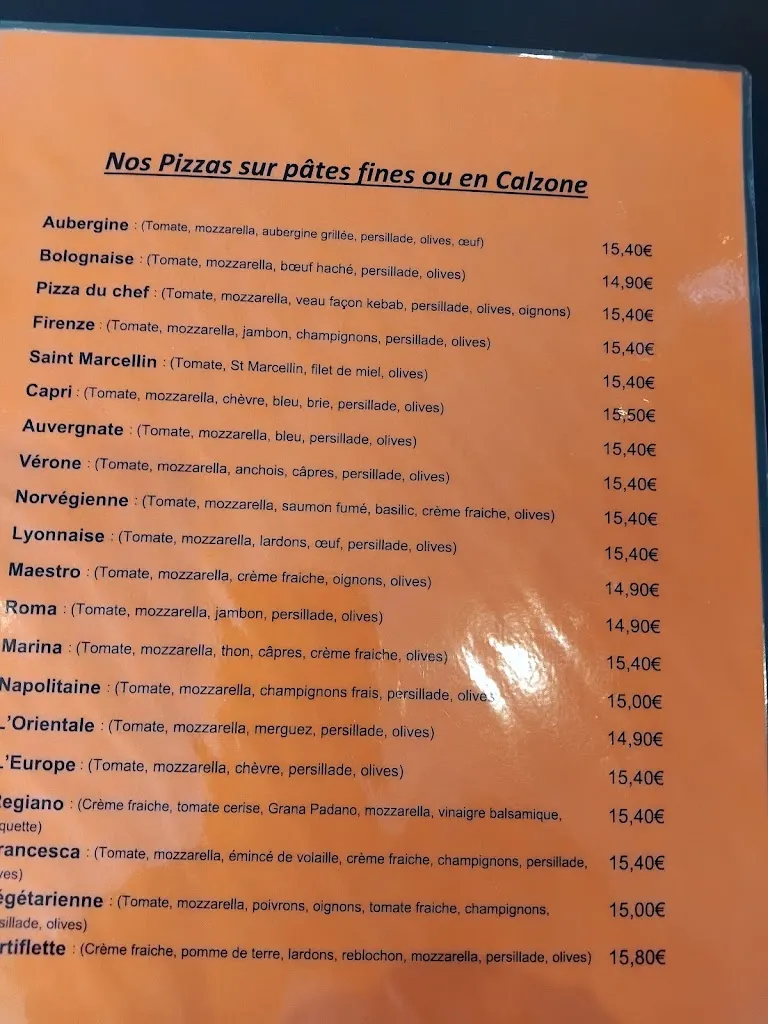 Nos Pizzas sur pâtes fines ou en Calzone
Aubergine : (Tomate, mozzarella, aubergine grillée, persillade, olives, œuf) 15,40€
Bolognaise : (Tomate, mozzarella, bœuf haché, persillade, olives) 14,90€
Pizza du chef : (Tomate, mozzarella, veau façon kebab, persillade, olives, oignons) 15,40€
Firenze : (Tomate, mozzarella, jambon, champignons, persillade, olives) 15,40€
Saint Marcellin : (Tomate, St Marcellin, filet de miel, olives) 15,40€
Capri : (Tomate, mozzarella, chèvre, bleu, brie, persillade, olives) 15,50€
Auvergnate : (Tomate, mozzarella, bleu, persillade, olives) 15,40€
Vérone : (Tomate, mozzarella, anchois, câpres, persillade, olives) 15,40€
Norvégienne : (Tomate, mozzarella, saumon fumé, basilic, crème fraiche, olives) 15,40€
Lyonnaise : (Tomate, mozzarella, lardons, œuf, persillade, olives) 15,40€
Maestro : (Tomate, mozzarella, crème fraiche, oignons, olives) 14,90€
Roma : (Tomate, mozzarella, jambon, persillade, olives) 14,90€
Marina : (Tomate, mozzarella, thon, câpres, crème fraiche, olives) 15,40€
Napolitaine : (Tomate, mozzarella, champignons frais, persillade, olives 15,00€
L'Orientale : (Tomate, mozzarella, merguez, persillade, olives) 14,90€
L'Europe : (Tomate, mozzarella, chèvre, persillade, olives) 15,40€
egiano : (Crème fraiche, tomate cerise, Grana Padano, mozzarella, vinaigre balsamique, 15,40€
quette)
rancesca : (Tomate, mozzarella, émincé de volaille, crème fraiche, champignons, persillade, 15,40€
ves)
égétarienne : (Tomate, mozzarella, poivrons, oignons, tomate fraiche, champignons, 15,00€
sillade, olives)
rtiflette : (Crème fraiche, pomme de terre, lardons, reblochon, mozzarella, persillade, olives) 15,80€